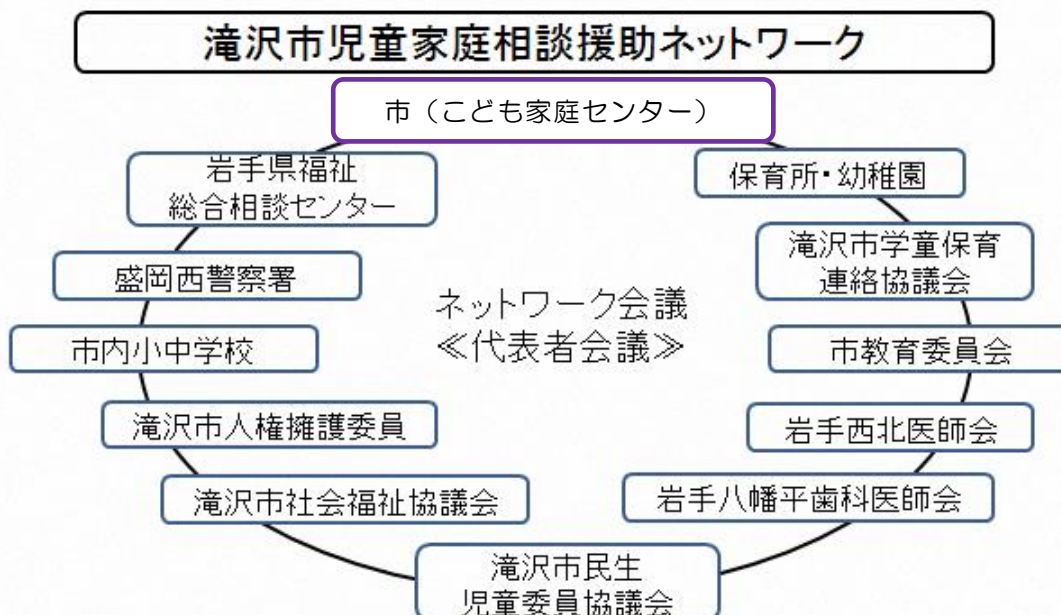 滝沢市児童家庭相談援助ネットワーク
市（こども家庭センター）
岩手県福祉
総合相談センター
保育所・幼稚園
盛岡西警察署
滝沢市学童保育
連絡協議会
ネットワーク会議
≪代表者会議≫
市内小中学校
市教育委員会
滝沢市人権擁護委員
岩手西北医師会
滝沢市社会福祉協議会
岩手八幡平歯科医師会
滝沢市民生
児童委員協議会